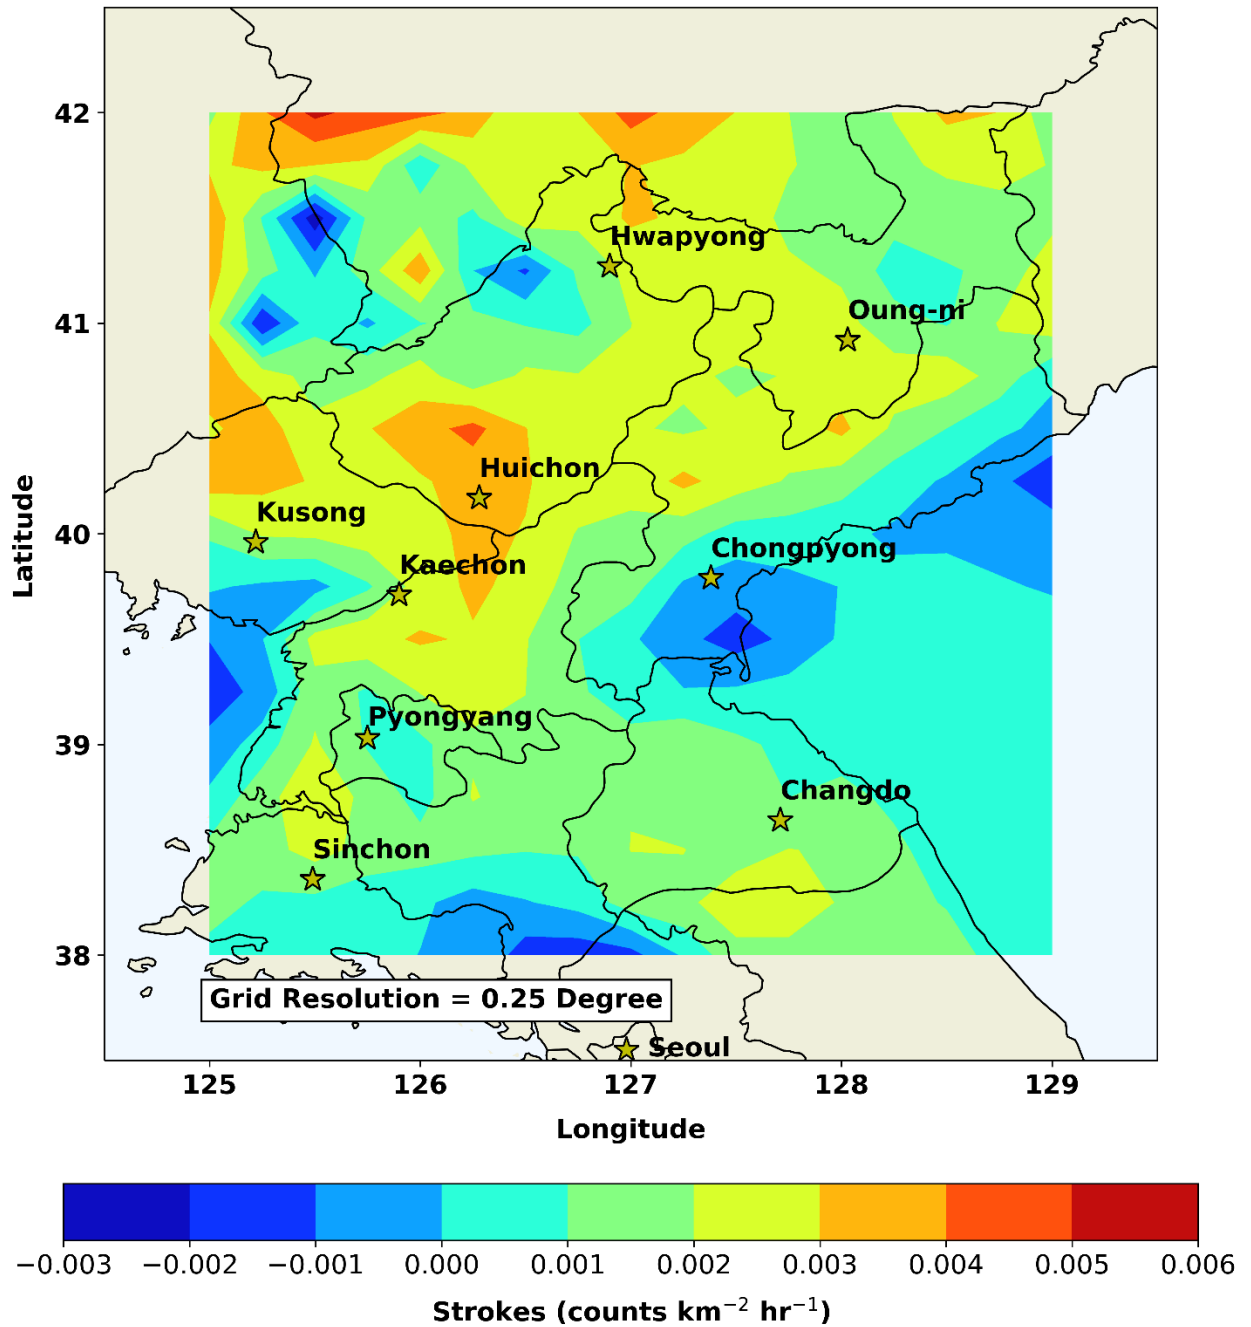 42
41
40
39
38
Latitude
Hwapyong
Oung-ni
Huichon
Kusong
Chongpyong
Kaechon
Pyongyang
Changdo
Sinchon
Grid Resolution = 0.25 Degree
Seoul
125 126 127 128 129
Longitude
−0.003 −0.002 −0.001 0.000 0.001 0.002 0.003 0.004 0.005 0.006
Strokes (counts km⁻² hr⁻¹)